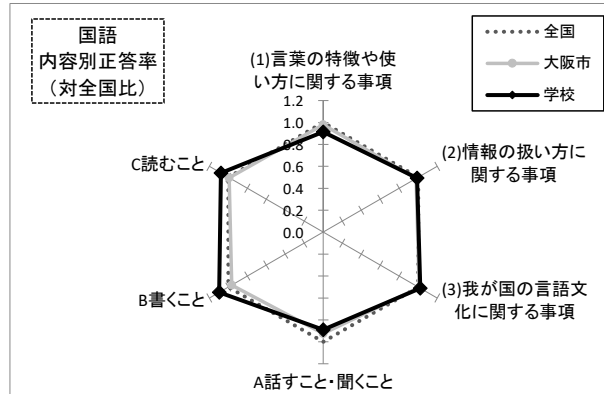 国語
内容別正答率
（対全国比）
全国
大阪市
学校
(1)言葉の特徴や使
い方に関する事項
1.2
1.0
0.8
0.6
0.4
0.2
0.0
(2)情報の扱い方に
関する事項
(3)我が国の言語文
化に関する事項
A話すこと・聞くこと
B書くこと
C読むこと